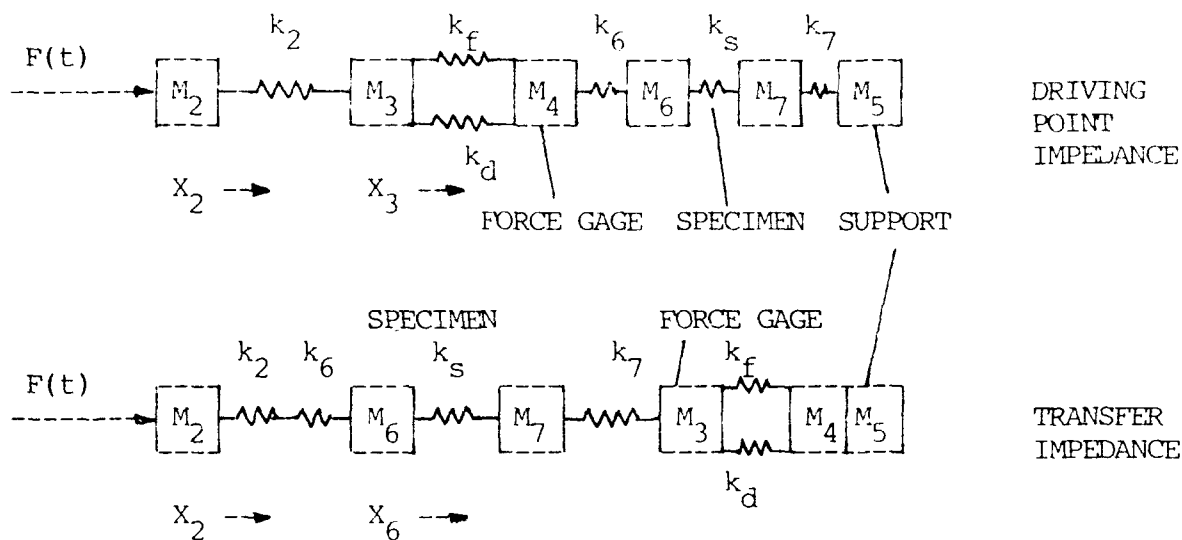 k2 kf k6 ks k7
F(t)
M2 M3 M4 M6 M7 M5
DRIVING
POINT
IMPEDANCE
kd
X2 X3
FORCE GAGE SPECIMEN SUPPORT
SPECIMEN FORCE GAGE
k2 k6 ks k7 kf
F(t)
M2 M6 M7 M3 M4 M5
TRANSFER
IMPEDANCE
kd
X2 X6